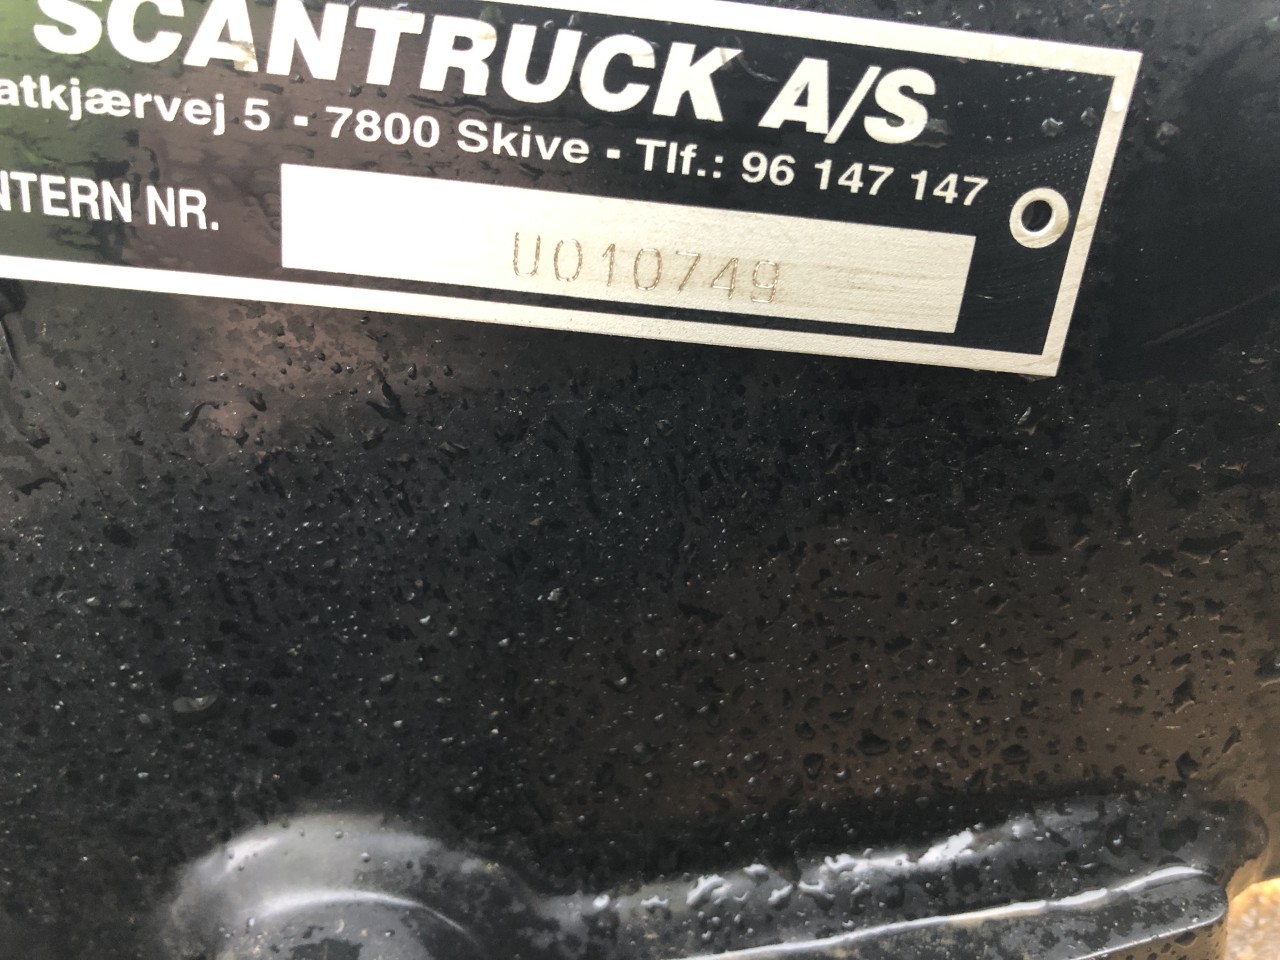 SCANTRUCK A/S
atkjærvej 5 - 7800 Skive - Tlf.: 96 147 147
NTERN NR.
U010749